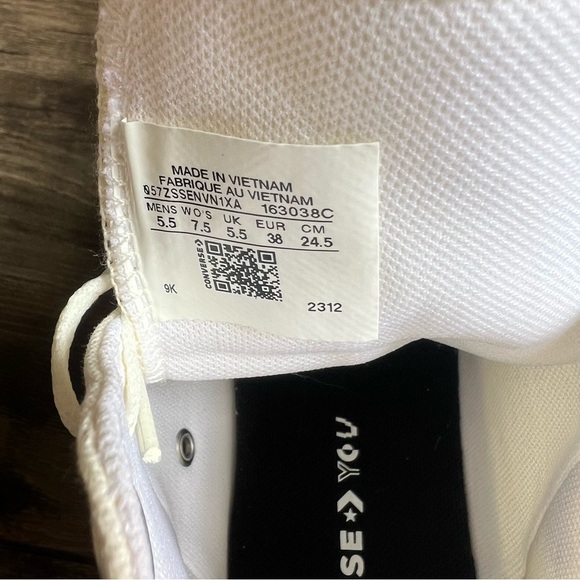 MADE IN VIETNAM
FABRIQUE AU VIETNAM
Q57ZSSENVN1XA 163038C
MENS WO'S UK EUR CM
5.5 7.5 5.5 38 24.5
CONVERSE
9K 2312
SE YOU